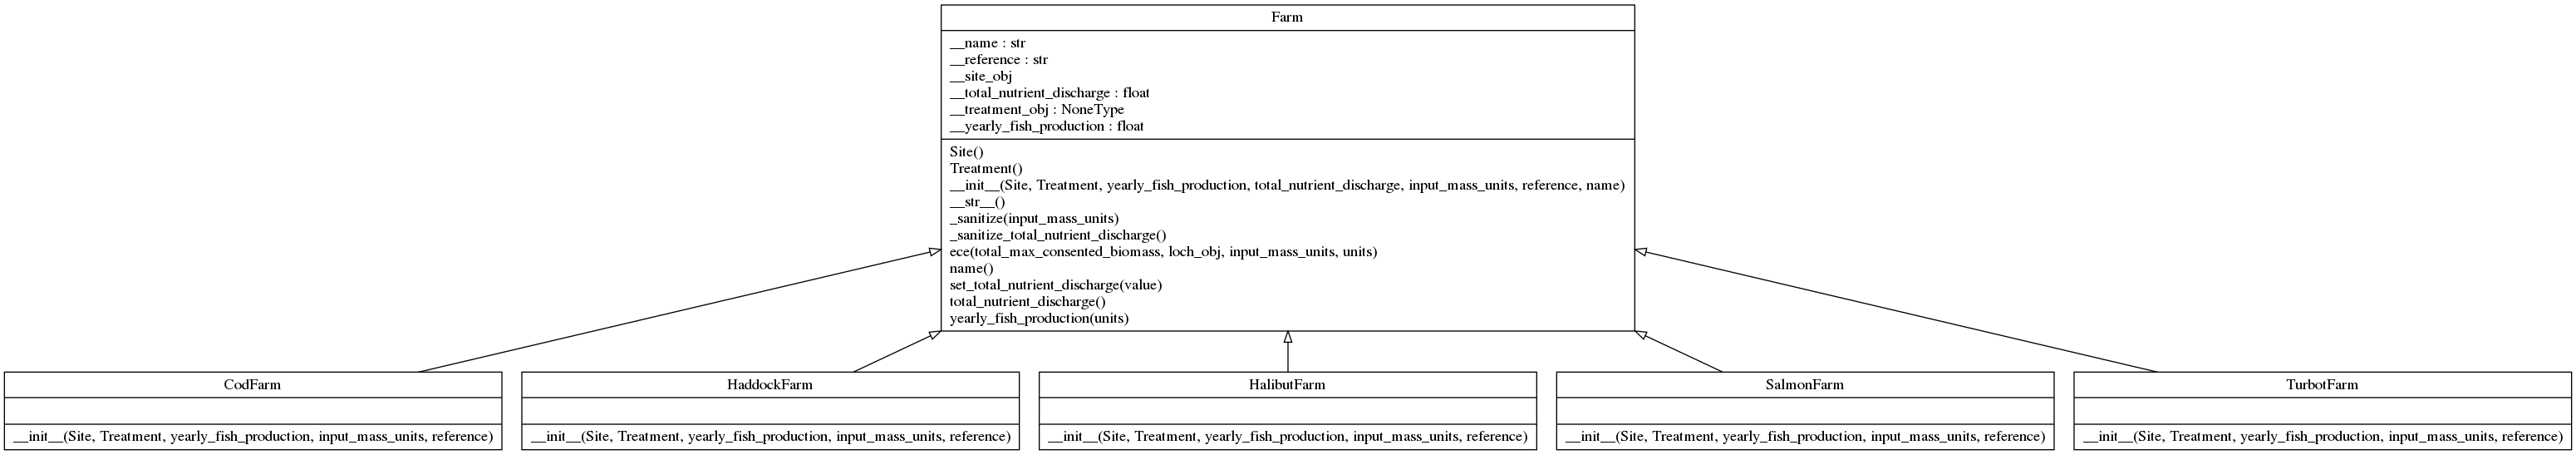 Farm
__name : str
__reference : str
__site_obj
__total_nutrient_discharge : float
__treatment_obj : NoneType
__yearly_fish_production : float
Site()
Treatment()
__init__(Site, Treatment, yearly_fish_production, total_nutrient_discharge, input_mass_units, reference, name)
__str__()
_sanitize(input_mass_units)
_sanitize_total_nutrient_discharge()
ece(total_max_consented_biomass, loch_obj, input_mass_units, units)
name()
set_total_nutrient_discharge(value)
total_nutrient_discharge()
yearly_fish_production(units)
CodFarm
__init__(Site, Treatment, yearly_fish_production, input_mass_units, reference)
HaddockFarm
__init__(Site, Treatment, yearly_fish_production, input_mass_units, reference)
HalibutFarm
__init__(Site, Treatment, yearly_fish_production, input_mass_units, reference)
SalmonFarm
__init__(Site, Treatment, yearly_fish_production, input_mass_units, reference)
TurbotFarm
__init__(Site, Treatment, yearly_fish_production, input_mass_units, reference)